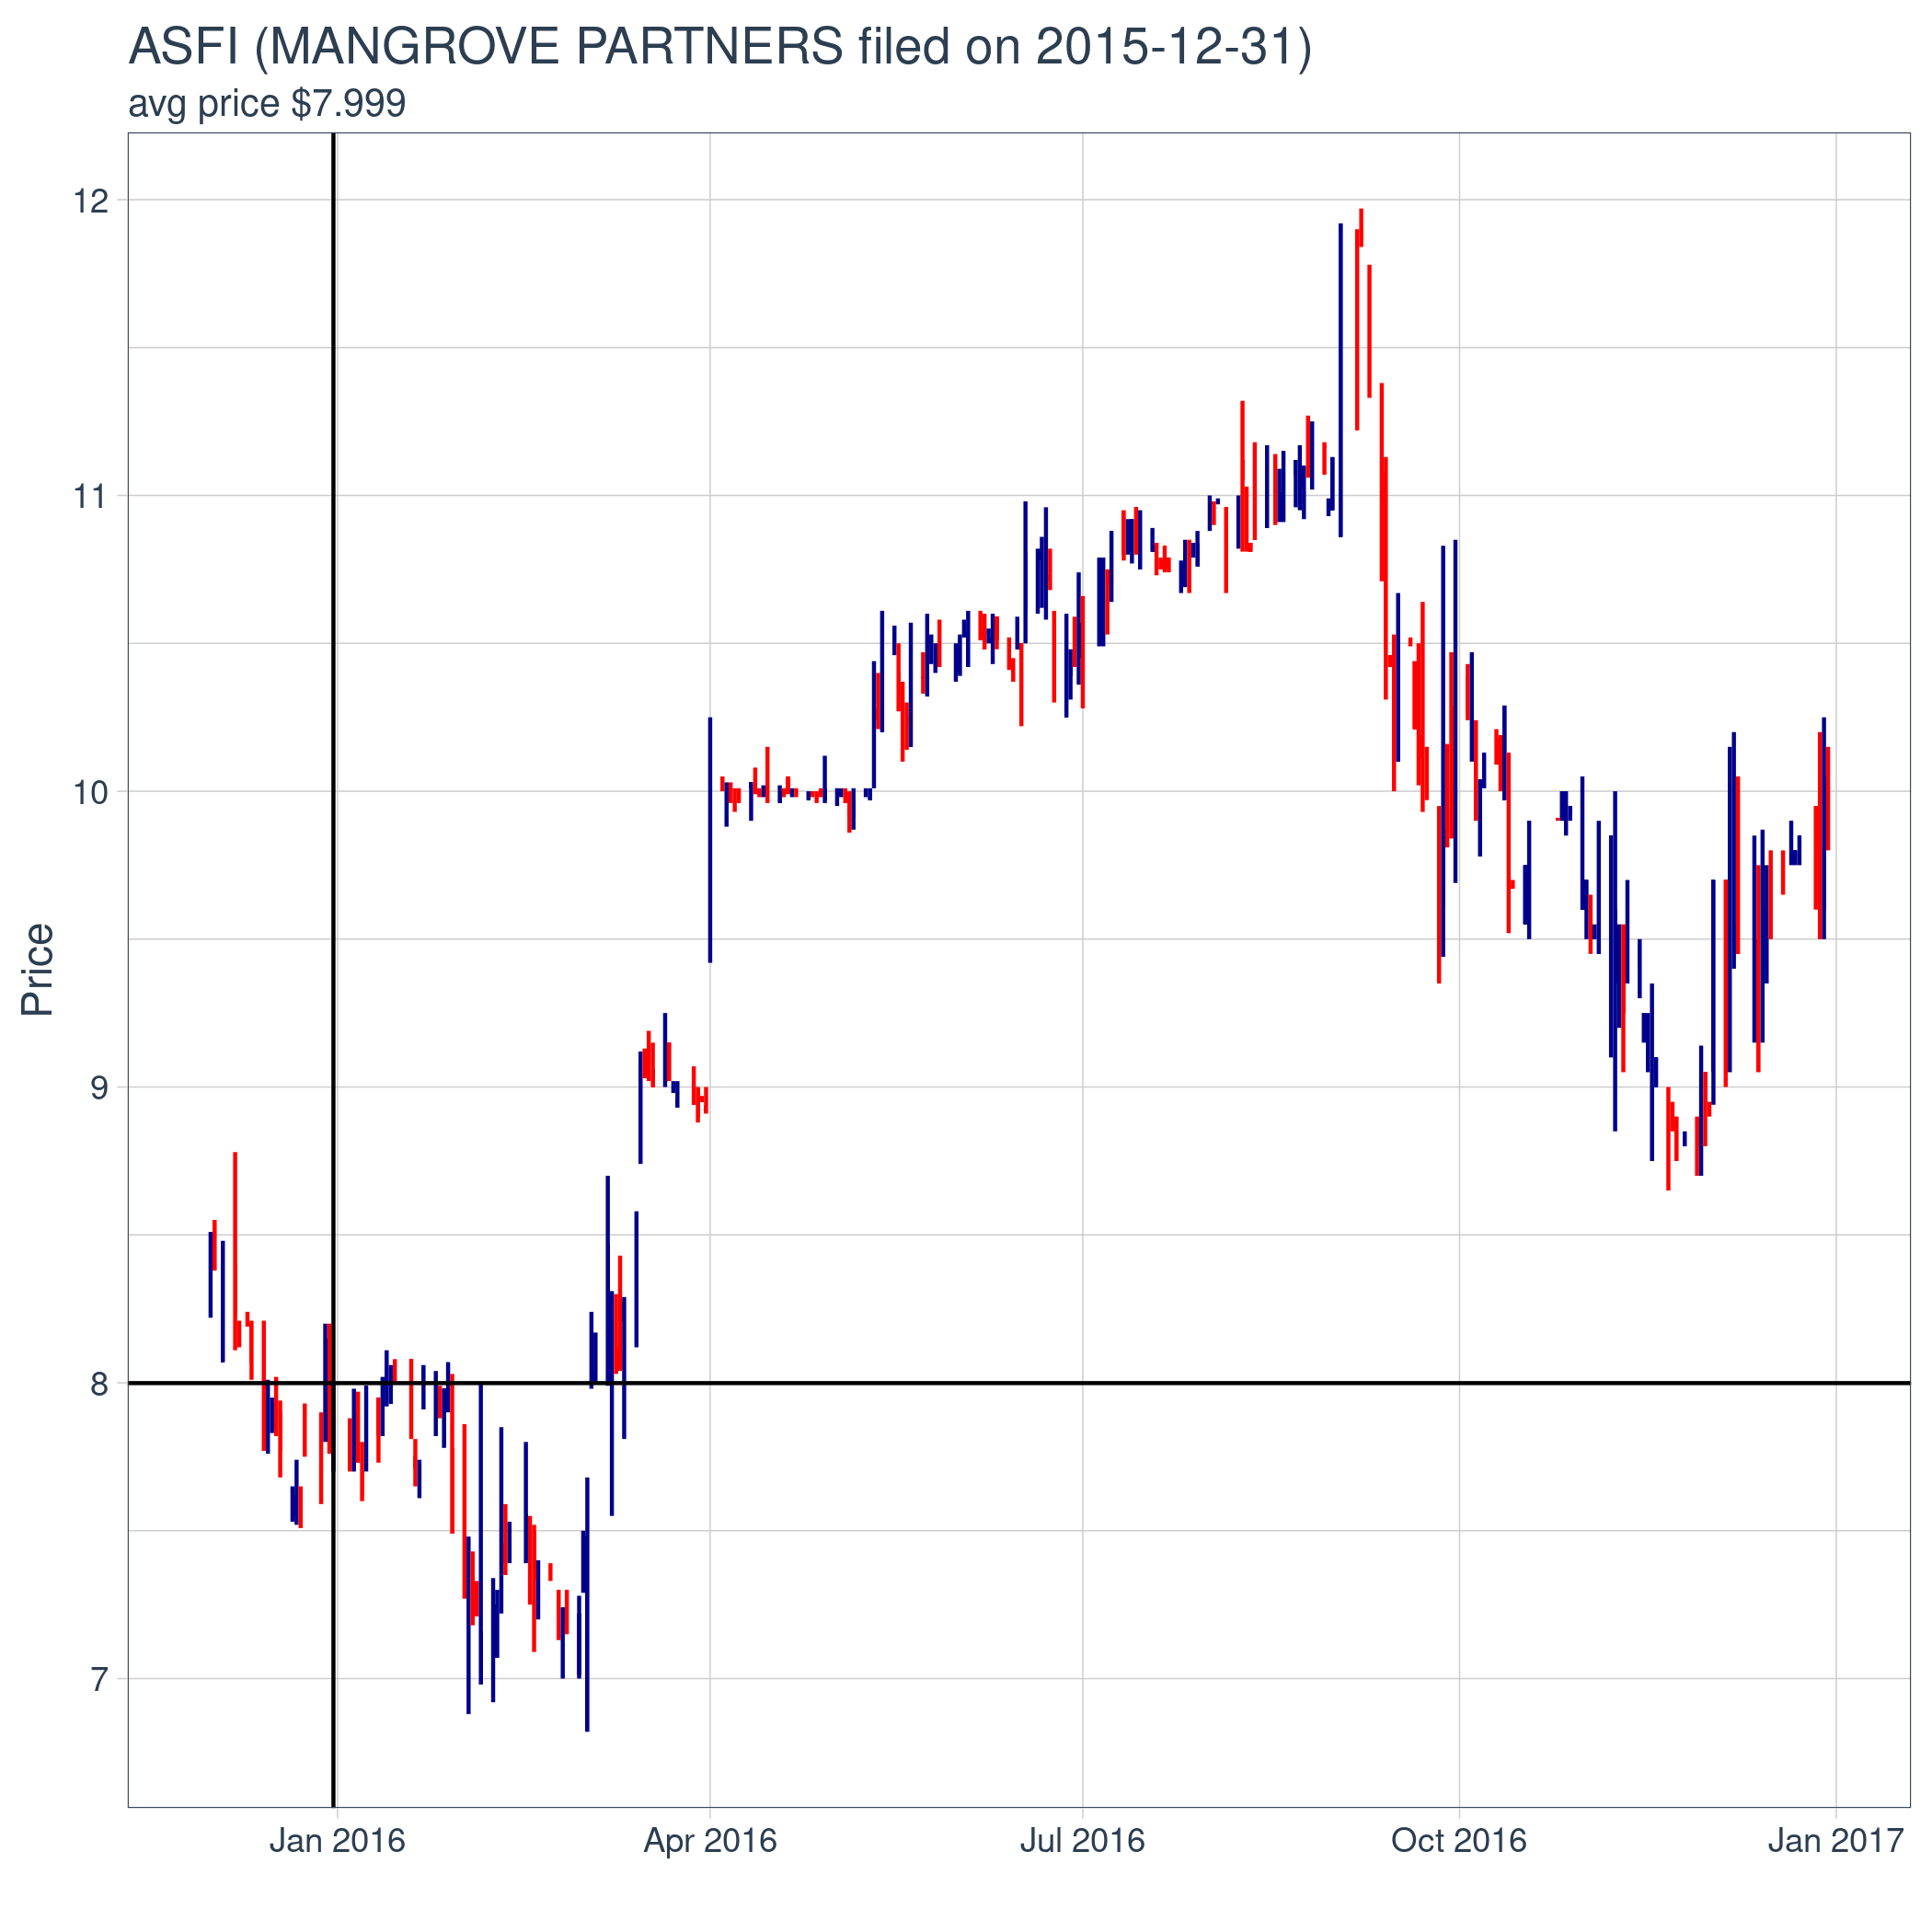 ASFI (MANGROVE PARTNERS filed on 2015-12-31)
avg price $7.999
12
11
10
9
8
7
Price
Jan 2016
Apr 2016
Jul 2016
Oct 2016
Jan 2017